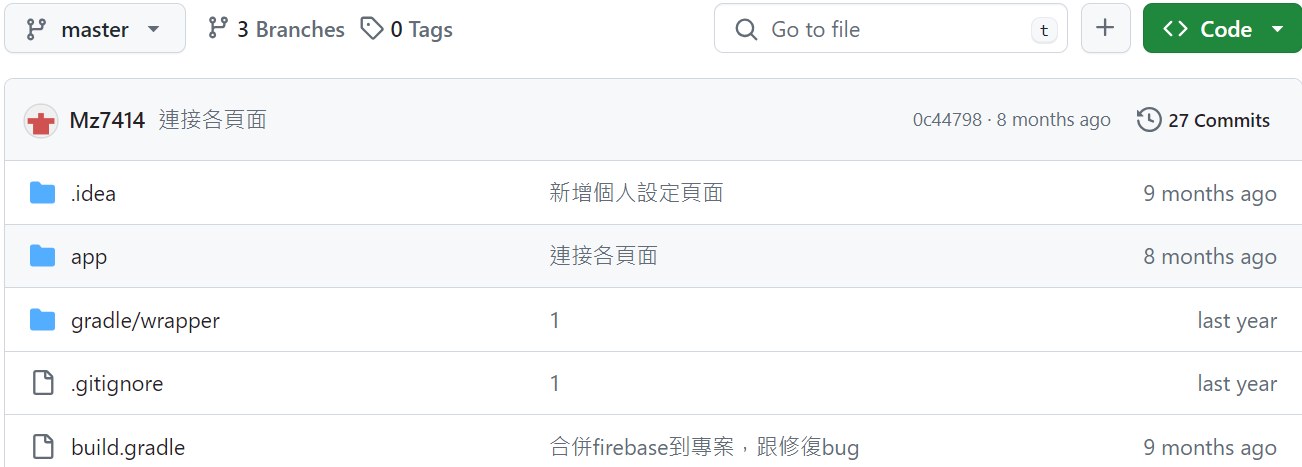 master 3 Branches 0 Tags Go to file t + Code
Mz7414 連接各頁面 0c44798 · 8 months ago 27 Commits
.idea 新增個人設定頁面 9 months ago
app 連接各頁面 8 months ago
gradle/wrapper 1 last year
.gitignore 1 last year
build.gradle 合併firebase到專案，跟修復bug 9 months ago